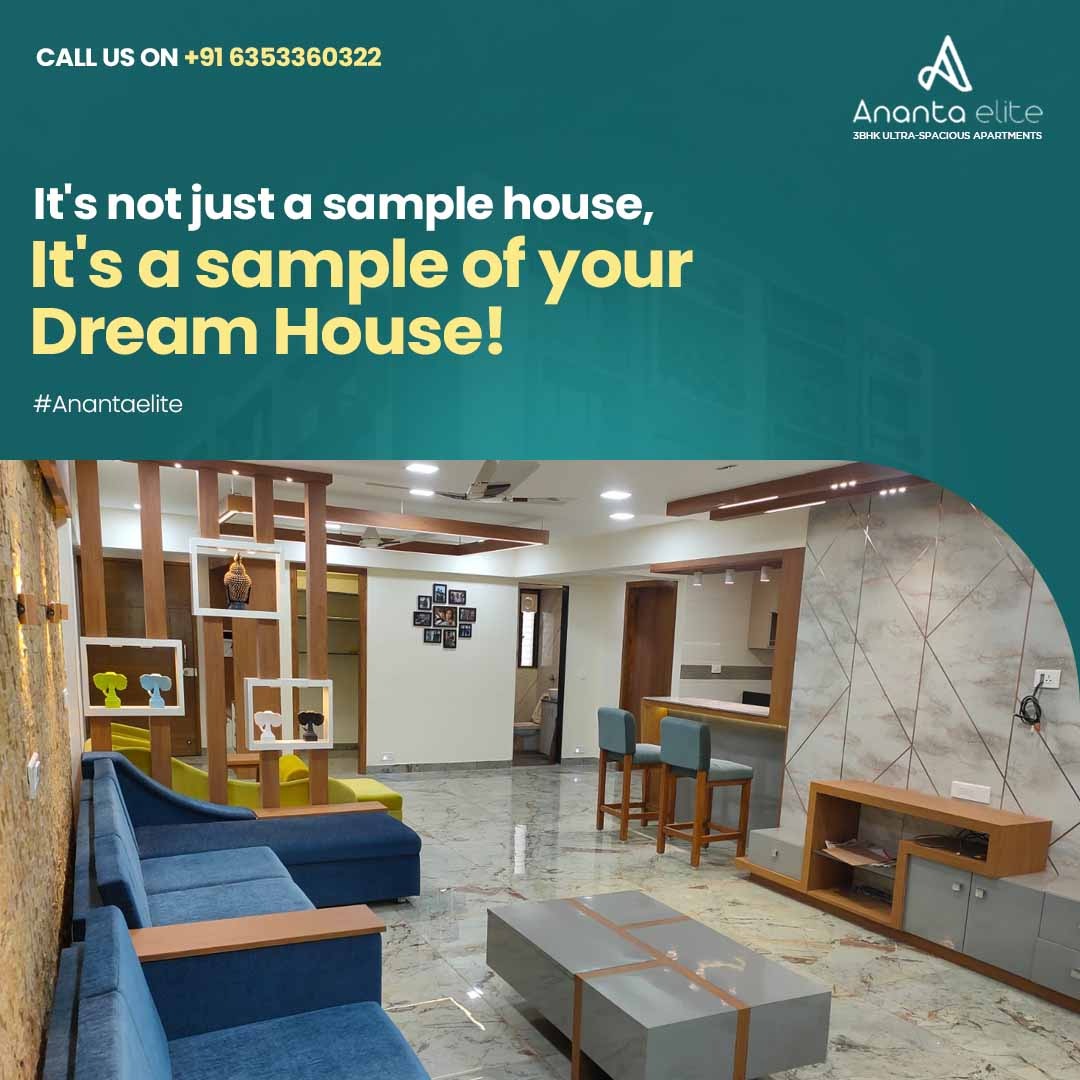 CALL US ON +91 6353360322
Ananta elite
3BHK ULTRA-SPACIOUS APARTMENTS
It's not just a sample house,
It's a sample of your
Dream House!
#Anantaelite